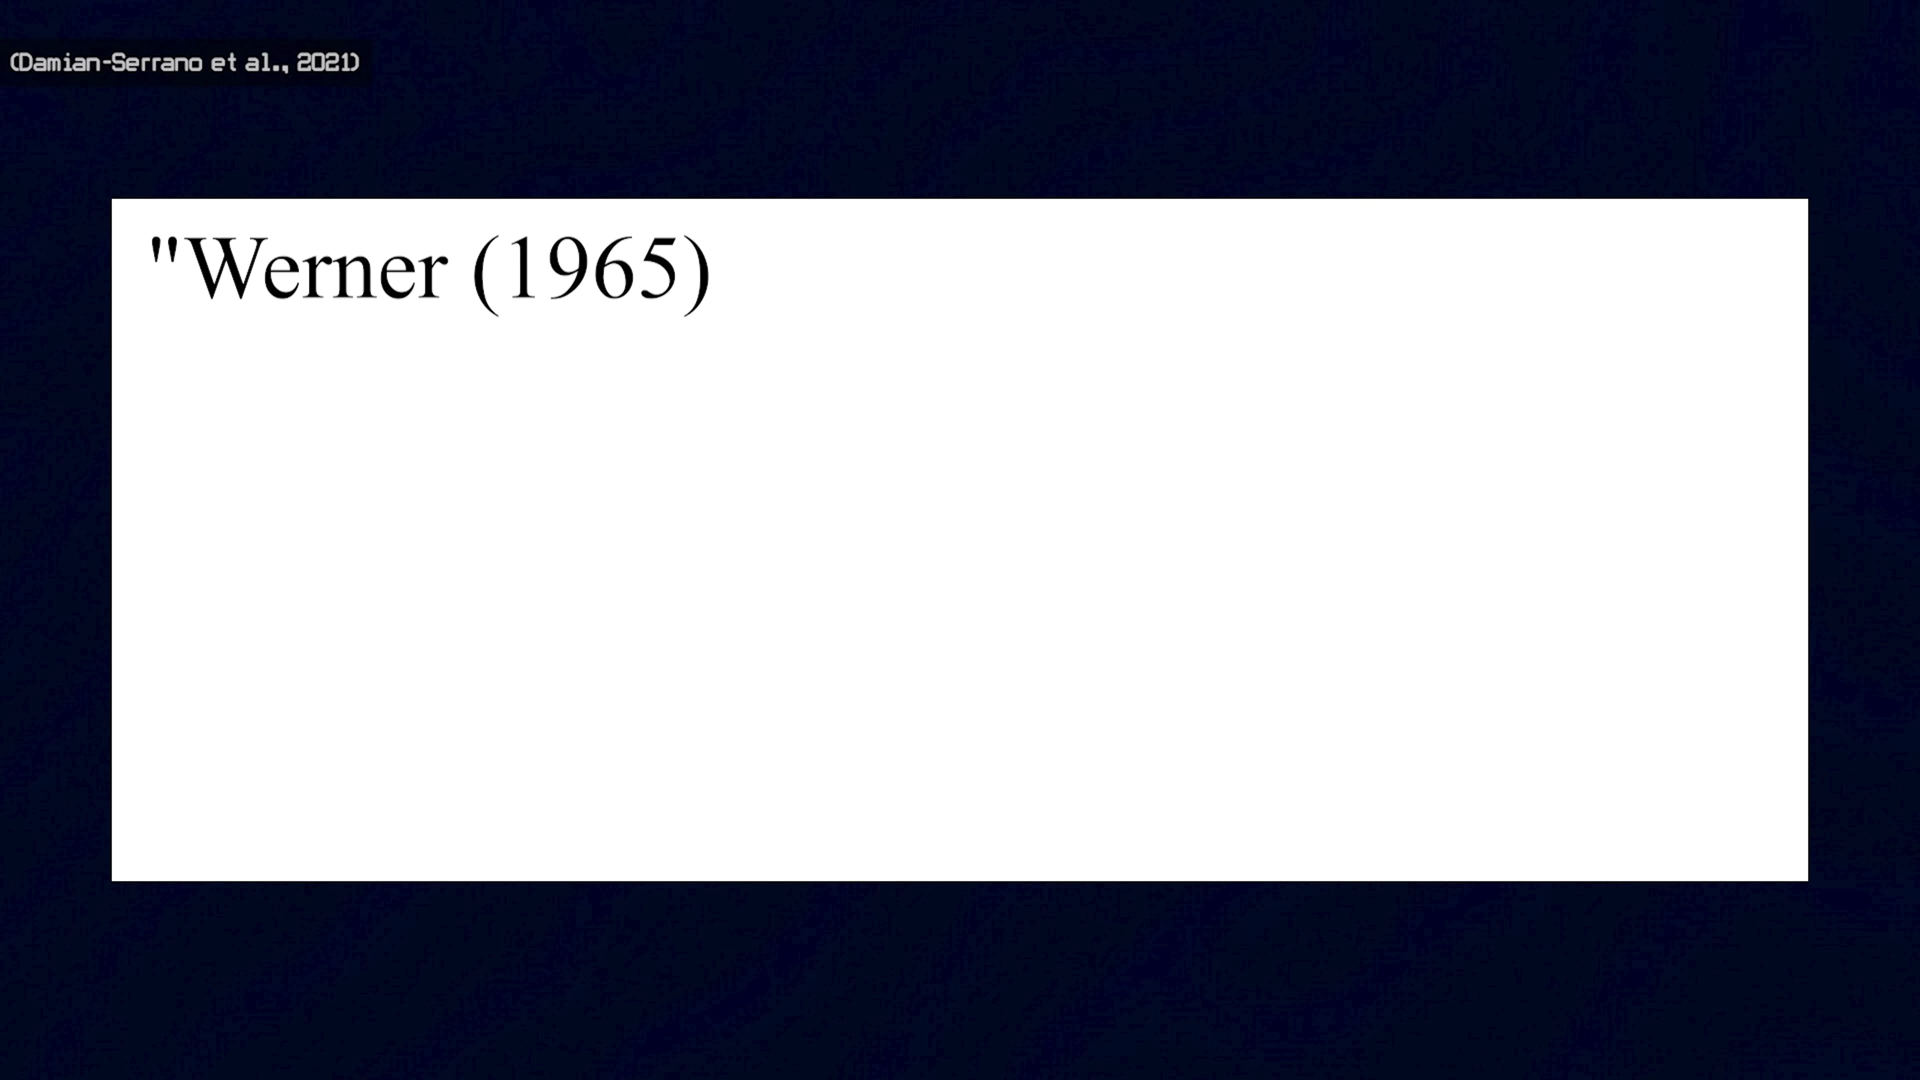 (Damian-Serrano et al., 2021)
"Werner (1965)